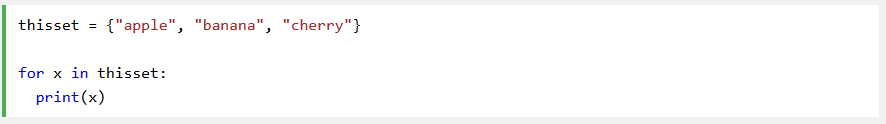 thisset = {"apple", "banana", "cherry"}
for x in thisset:
  print(x)